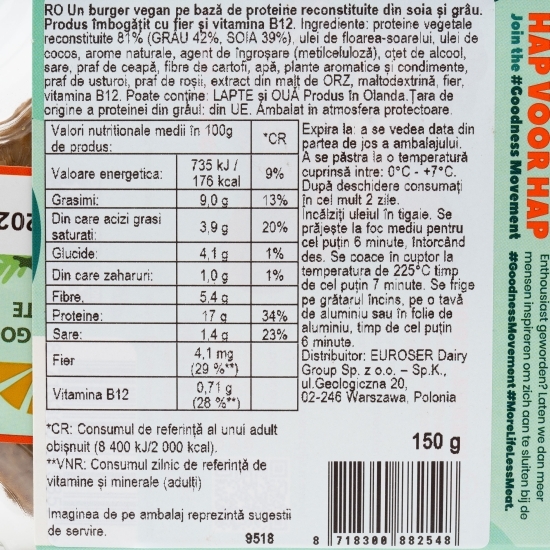 RO Un burger vegan pe bază de proteine reconstituite din soia și grâu.
Produs îmbogățit cu fier și vitamina B12. Ingrediente: proteine vegetale
reconstituite 81% (GRÂU 42%, SOIA 39%), ulei de floarea-soarelui, ulei de
cocos, arome naturale, agent de îngroșare (metilceluloză), oțet de alcool,
sare, praf de ceapă, fibre de cartofi, apă, plante aromatice și condimente,
praf de usturoi, praf de roșii, extract din malț de ORZ, maltodextrină, fier,
vitamina B12. Poate conține: LAPTE și OUĂ Produs în Olanda.Țara de
origine a proteinei din grâul: din UE. Ambalat în atmosfera protectoare.
Valori nutritionale medii în 100g
de produs:
*CR
Valoare energetica:
735 kJ /
176 kcal
9%
Grasimi:
9,0 g
13%
Din care acizi grasi
saturati:
3,9 g
20%
Glucide:
4,1 g
1%
Din care zaharuri:
1,0 g
1%
Fibre,
5,4 g
Proteine:
17 g
34%
Sare:
1,4 g
23%
Fier
4,1 mg
(29 %**)
Vitamina B12
0,71 g
(28 %**)
*CR: Consumul de referință al unui adult
obișnuit (8 400 kJ/2 000 kcal).
**VNR: Consumul zilnic de referință de
vitamine și minerale (adulți)
Imaginea de pe ambalaj reprezintă sugestii
de servire.
9518
Expira la: a se vedea data din
partea de jos a ambalajului.
A se păstra la o temperatură
cuprinsă intre: 0°C - +7°C.
După deschidere consumați
în cel mult 2 zile.
Încălziți uleiul în tigaie. Se
prăjește la foc mediu pentru
cel puțin 6 minute, întorcând
des. Se coace în cuptor la
temperatura de 225°C timp
de cel puțin 7 minute. Se frige
pe grătarul încins, pe o tavă
de aluminiu sau în folie de
aluminiu, timp de cel puțin
6 minute.
Distribuitor: EUROSER Dairy
Group Sp. z o.o. – Sp.K.,
ul.Geologiczna 20,
02-246 Warszawa, Polonia
150 g
8 718300 882548
HAP VOOR HAP
Join the #Goodness Movement
Enthousiast geworden? Laten we dan meer
mensen inspireren om zich aan te sluiten bij de
#GoodnessMovement #MoreLifeLessMeat.
202
GO
TE